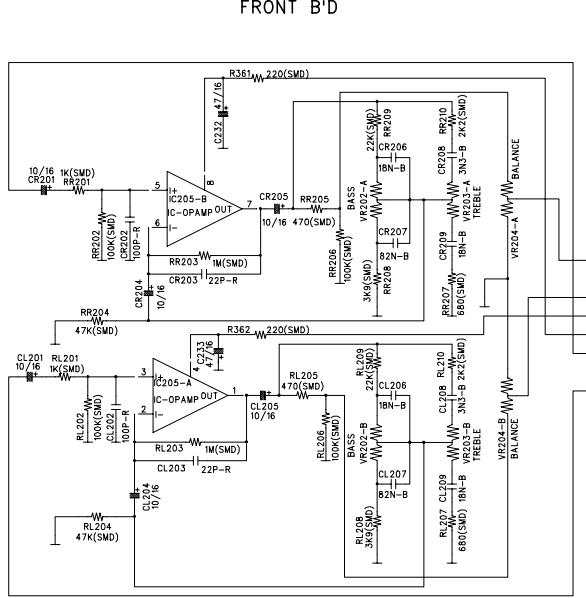 FRONT B'D
R361 220(SMD)
47/16
C232
10/16
CR201
1K(SMD)
RR201
RR202
100K(SMD)
CR202
100P-R
5
6
7
8
I+
I-
IC205-B
IC-OPAMP
OUT
CR205
10/16
RR205
470(SMD)
RR203
1M(SMD)
CR203
22P-R
CR204
10/16
RR204
47K(SMD)
RR206
100K(SMD)
RR209
22K(SMD)
CR206
18N-B
BASS
VR202-A
CR207
82N-B
RR208
3K9(SMD)
RR210
2K2(SMD)
CR208
3N3-B
VR203-A
TREBLE
CR209
18N-B
RR207
680(SMD)
BALANCE
VR204-A
R362 220(SMD)
C233
47/16
CL201
10/16
RL201
1K(SMD)
RL202
100K(SMD)
CL202
100P-R
3
2
1
4
I+
I-
IC205-A
IC-OPAMP
OUT
CL205
10/16
RL205
470(SMD)
RL203
1M(SMD)
CL203
22P-R
CL204
10/16
RL204
47K(SMD)
RL206
100K(SMD)
RL209
22K(SMD)
CL206
18N-B
BASS
VR202-B
CL207
82N-B
RL208
3K9(SMD)
RL210
2K2(SMD)
CL208
3N3-B
VR203-B
TREBLE
CL209
18N-B
RL207
680(SMD)
VR204-B
BALANCE